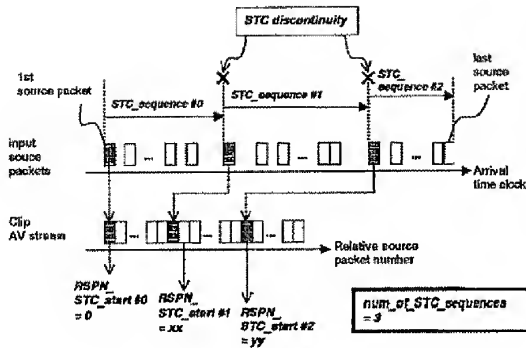 STC discontinuity
1st
source packet
STC_sequence #0
STC_sequence #1
STC_
sequence #2
last
source
packet
input
souce
packets
...
...
...
Arrival
time clock
Clip
AV stream
...
...
...
Relative source
packet number
RSPN_
STC_start #0
= 0
RSPN_
STC_start #1
= xx
RSPN_
STC_start #2
= yy
num_of_STC_sequences
= 3